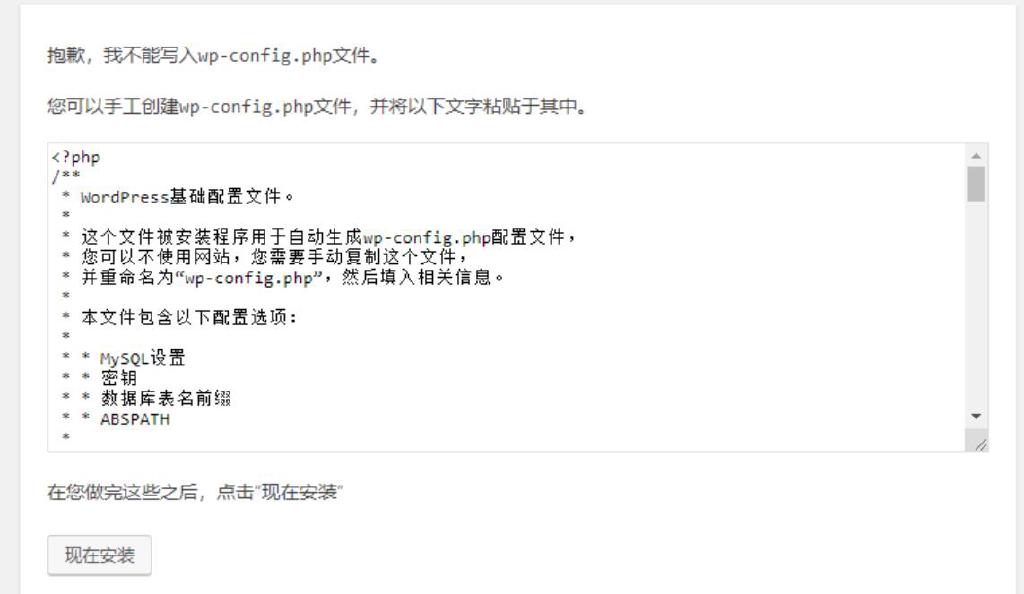 抱歉，我不能写入wp-config.php文件。
您可以手工创建wp-config.php文件，并将以下文字粘贴于其中。
<?php
/**
 * WordPress基础配置文件。
 *
 * 这个文件被安装程序用于自动生成wp-config.php配置文件，
 * 您可以不使用网站，您需要手动复制这个文件，
 * 并重命名为“wp-config.php”，然后填入相关信息。
 *
 * 本文件包含以下配置选项：
 *
 * * MySQL设置
 * * 密钥
 * * 数据库表名前缀
 * * ABSPATH
 *
在您做完这些之后，点击“现在安装”
现在安装